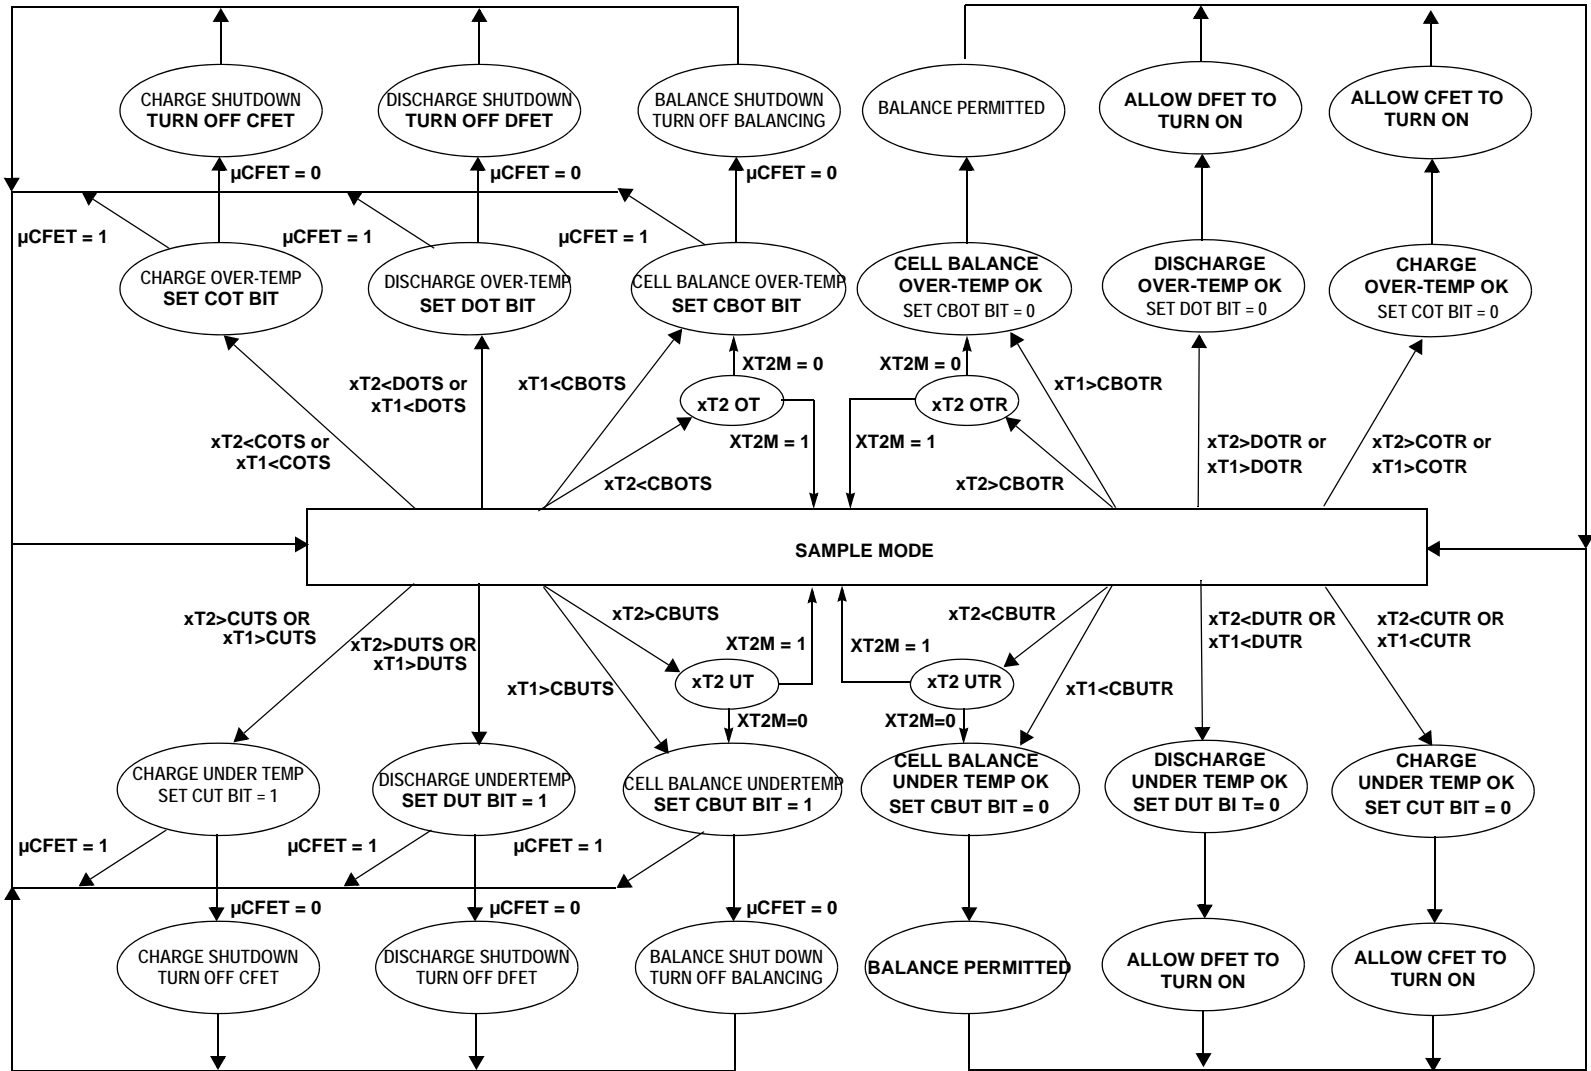 CHARGE SHUTDOWN
TURN OFF CFET
DISCHARGE SHUTDOWN
TURN OFF DFET
BALANCE SHUTDOWN
TURN OFF BALANCING
BALANCE PERMITTED
ALLOW DFET TO
TURN ON
ALLOW CFET TO
TURN ON
µCFET = 0
µCFET = 0
µCFET = 0
µCFET = 1
µCFET = 1
µCFET = 1
CHARGE OVER-TEMP
SET COT BIT
DISCHARGE OVER-TEMP
SET DOT BIT
CELL BALANCE OVER-TEMP
SET CBOT BIT
CELL BALANCE
OVER-TEMP OK
SET CBOT BIT = 0
DISCHARGE
OVER-TEMP OK
SET DOT BIT = 0
CHARGE
OVER-TEMP OK
SET COT BIT = 0
xT2<COTS or
xT1<COTS
xT2<DOTS or
xT1<DOTS
xT1<CBOTS
XT2M = 0
xT2 OT
XT2M = 1
xT2<CBOTS
XT2M = 0
xT2 OTR
XT2M = 1
xT1>CBOTR
xT2>CBOTR
xT2>DOTR or
xT1>DOTR
xT2>COTR or
xT1>COTR
SAMPLE MODE
xT2>CUTS OR
xT1>CUTS
xT2>DUTS OR
xT1>DUTS
xT2>CBUTS
XT2M = 1
xT2 UT
xT1>CBUTS
XT2M=0
xT2<CBUTR
XT2M = 1
xT2 UTR
xT1<CBUTR
XT2M=0
xT2<DUTR OR
xT1<DUTR
xT2<CUTR OR
xT1<CUTR
CHARGE UNDER TEMP
SET CUT BIT = 1
DISCHARGE UNDERTEMP
SET DUT BIT = 1
CELL BALANCE UNDERTEMP
SET CBUT BIT = 1
CELL BALANCE
UNDER TEMP OK
SET CBUT BIT = 0
DISCHARGE
UNDER TEMP OK
SET DUT BI T= 0
CHARGE
UNDER TEMP OK
SET CUT BIT = 0
µCFET = 1
µCFET = 1
µCFET = 1
µCFET = 0
µCFET = 0
µCFET = 0
CHARGE SHUTDOWN
TURN OFF CFET
DISCHARGE SHUTDOWN
TURN OFF DFET
BALANCE SHUT DOWN
TURN OFF BALANCING
BALANCE PERMITTED
ALLOW DFET TO
TURN ON
ALLOW CFET TO
TURN ON